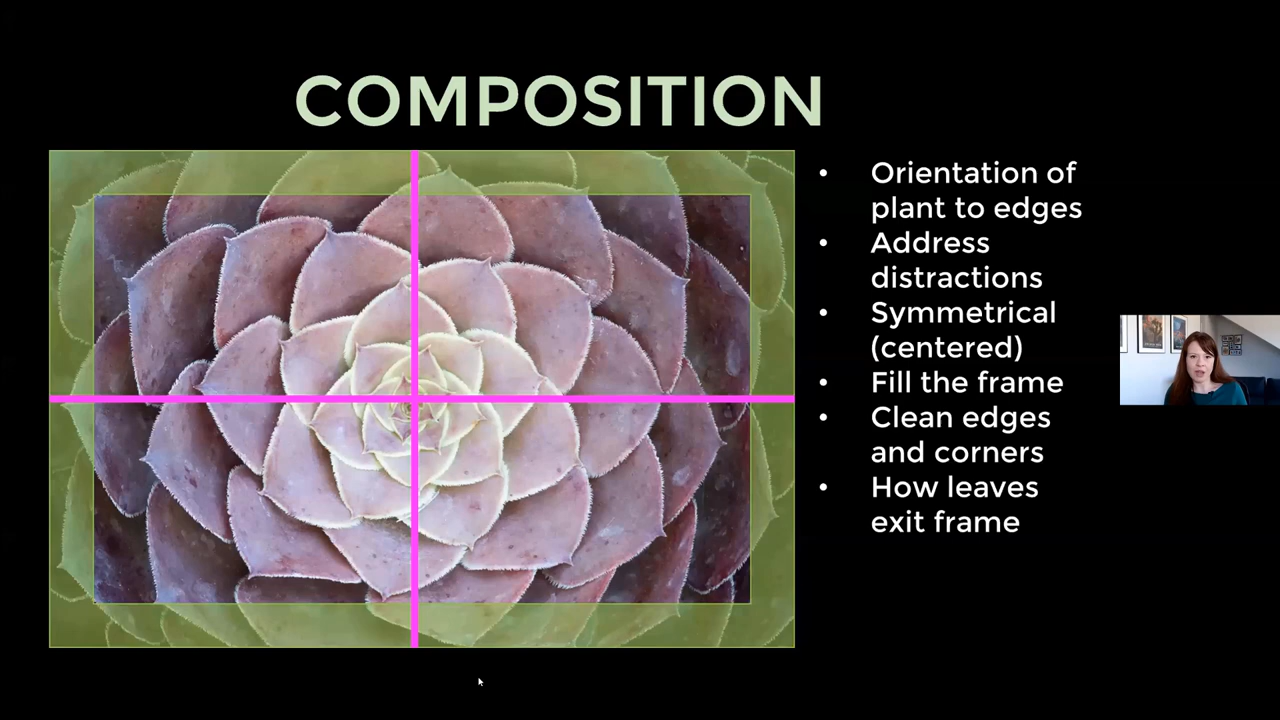 COMPOSITION
• Orientation of
plant to edges
• Address
distractions
• Symmetrical
(centered)
• Fill the frame
• Clean edges
and corners
• How leaves
exit frame